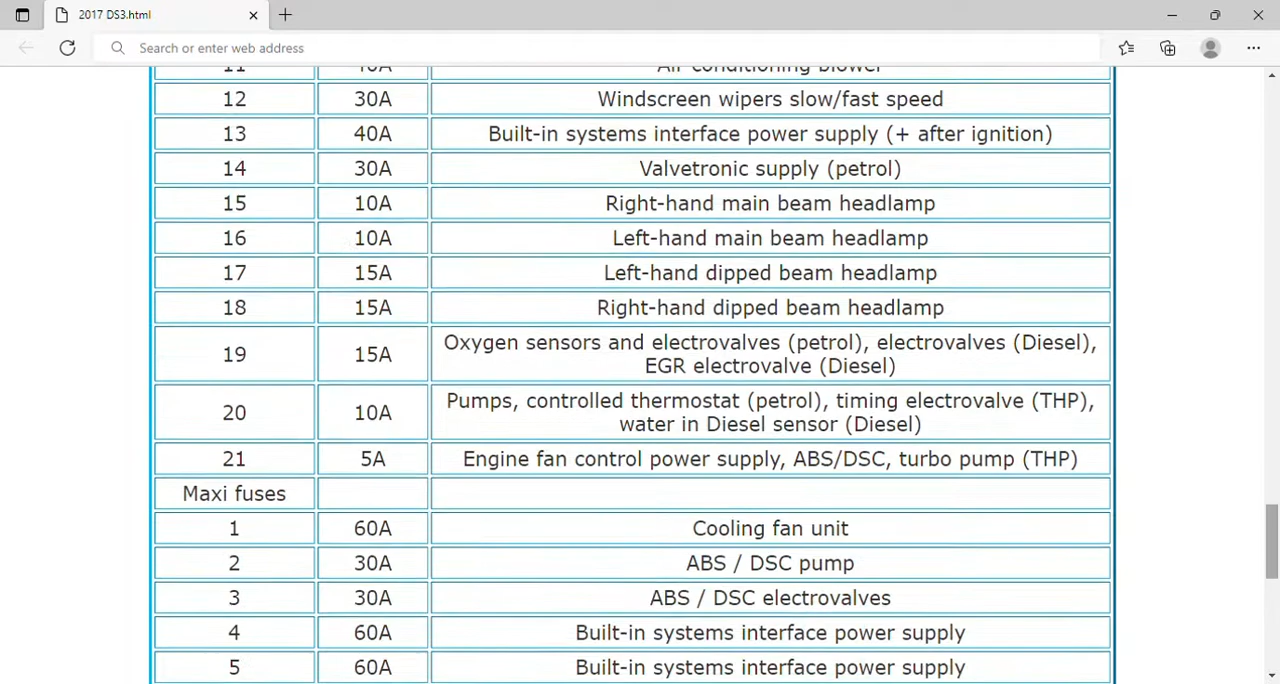 2017 DS3.html
Search or enter web address
11 40A Air conditioning blower
12 30A Windscreen wipers slow/fast speed
13 40A Built-in systems interface power supply (+ after ignition)
14 30A Valvetronic supply (petrol)
15 10A Right-hand main beam headlamp
16 10A Left-hand main beam headlamp
17 15A Left-hand dipped beam headlamp
18 15A Right-hand dipped beam headlamp
19 15A Oxygen sensors and electrovalves (petrol), electrovalves (Diesel),
EGR electrovalve (Diesel)
20 10A Pumps, controlled thermostat (petrol), timing electrovalve (THP),
water in Diesel sensor (Diesel)
21 5A Engine fan control power supply, ABS/DSC, turbo pump (THP)
Maxi fuses
1 60A Cooling fan unit
2 30A ABS / DSC pump
3 30A ABS / DSC electrovalves
4 60A Built-in systems interface power supply
5 60A Built-in systems interface power supply